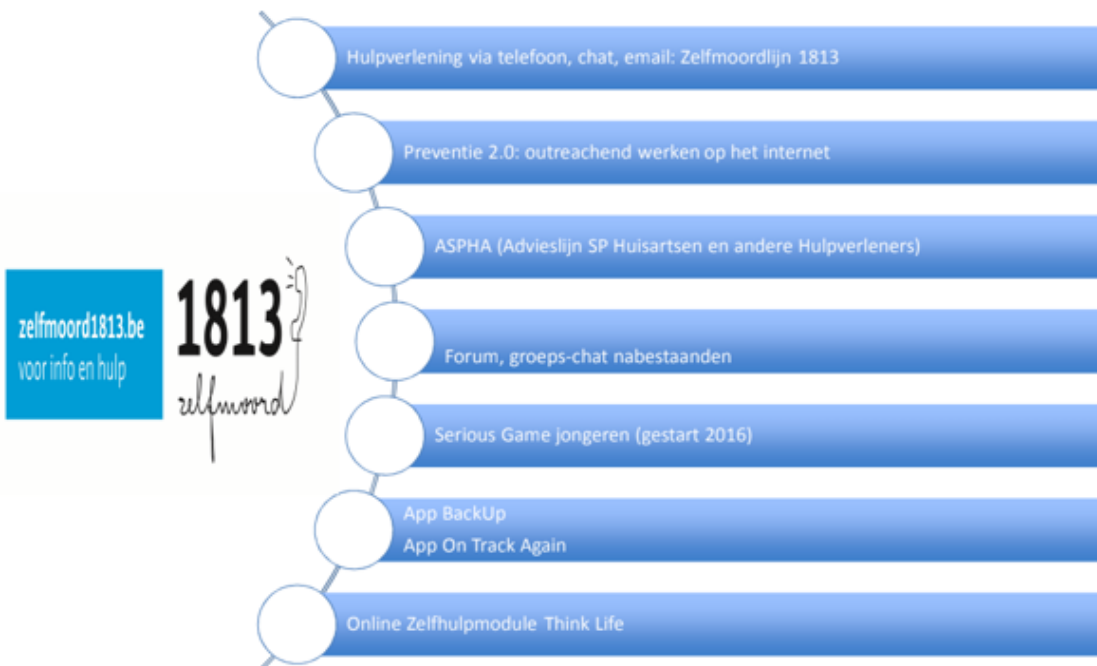 Hulpverlening via telefoon, chat, email: Zelfmoordlijn 1813
Preventie 2.0: outreachend werken op het internet
ASPHA (Advieslijn SP Huisartsen en andere Hulpverleners)
zelfmoord1813.be
voor info en hulp
1813
zelfmoord
Forum, groeps-chat nabestaanden
Serious Game jongeren (gestart 2016)
App BackUp
App On Track Again
Online Zelfhulpmodule Think Life